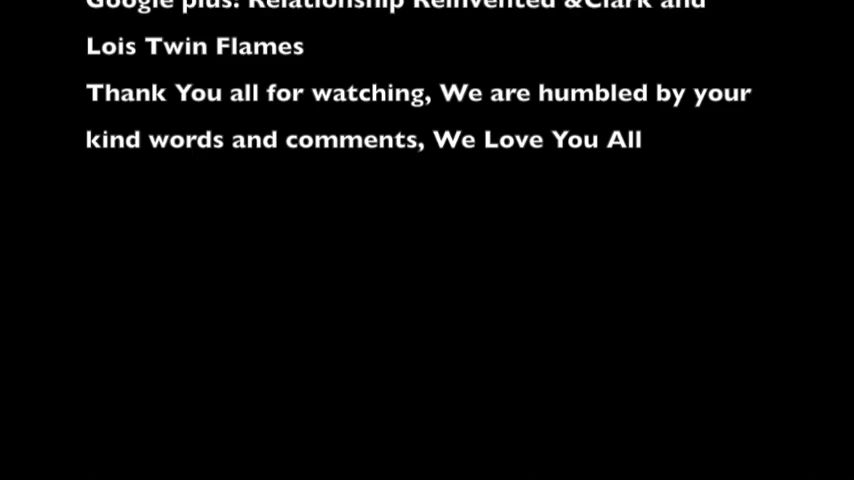 Google plus: Relationship Reinvented &Clark and
Lois Twin Flames
Thank You all for watching, We are humbled by your
kind words and comments, We Love You All